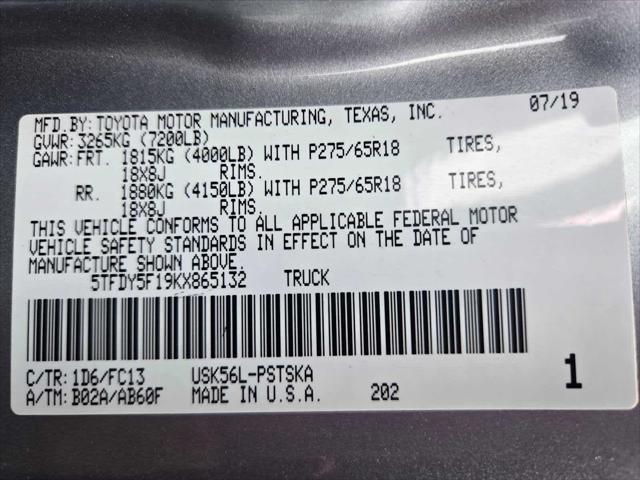 MFD.BY: TOYOTA MOTOR MANUFACTURING, TEXAS, INC. 07/19
GVWR: 3265KG (7200LB)
GAWR: FRT. 1815KG (4000LB) WITH P275/65R18 TIRES,
18X8J RIMS.
RR. 1880KG (4150LB) WITH P275/65R18 TIRES,
18X8J RIMS.
THIS VEHICLE CONFORMS TO ALL APPLICABLE FEDERAL MOTOR
VEHICLE SAFETY STANDARDS IN EFFECT ON THE DATE OF
MANUFACTURE SHOWN ABOVE.
5TFDY5F19KX865132 TRUCK
C/TR: 1D6/FC13 USK56L-PSTSKA 1
A/TM: B02A/AB60F MADE IN U.S.A. 202